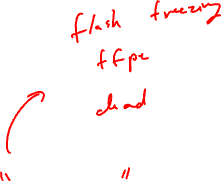 flash freezing
ffpe
dead
" "